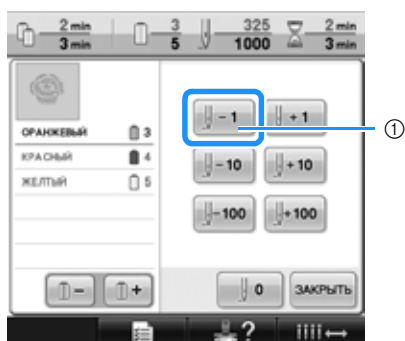 2 min 3 325 2 min
3 min 5 1000 3 min
- 1 + 1 ①
ОРАНЖЕВЫЙ 3
КРАСНЫЙ 4
- 10 + 10
ЖЕЛТЫЙ 5
-100 +100
- + 0 ЗАКРЫТЬ
?